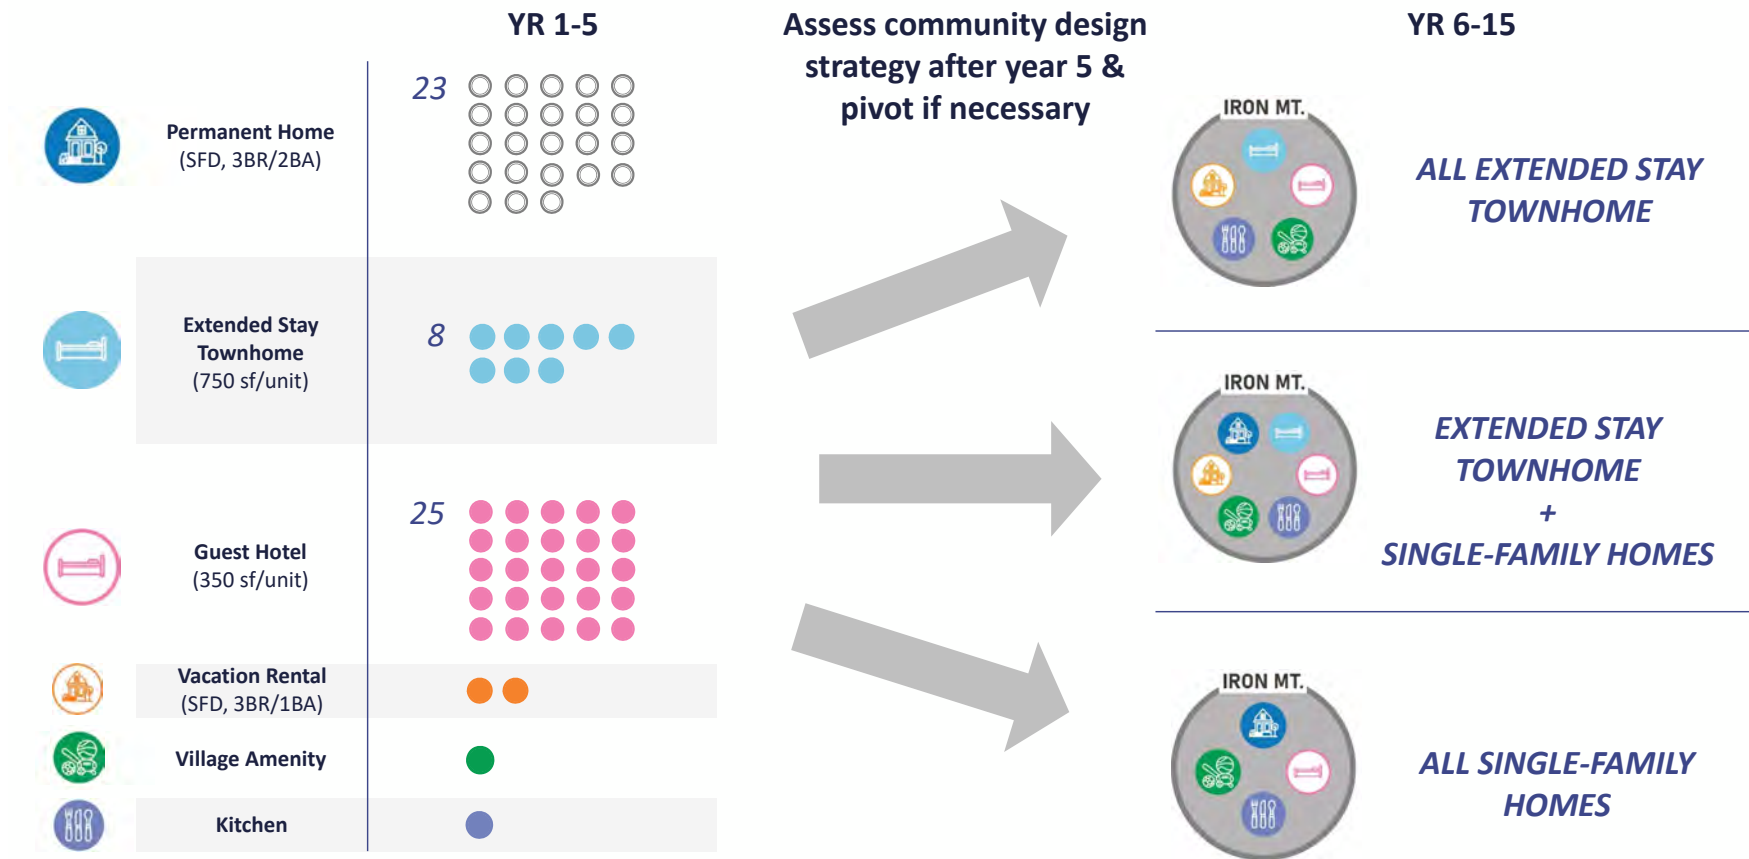 YR 1-5
Assess community design
strategy after year 5 &
pivot if necessary
YR 6-15
Permanent Home
(SFD, 3BR/2BA)
23
Extended Stay
Townhome
(750 sf/unit)
8
Guest Hotel
(350 sf/unit)
25
Vacation Rental
(SFD, 3BR/1BA)
Village Amenity
Kitchen
IRON MT.
ALL EXTENDED STAY
TOWNHOME
IRON MT.
EXTENDED STAY
TOWNHOME
+
SINGLE-FAMILY HOMES
IRON MT.
ALL SINGLE-FAMILY
HOMES